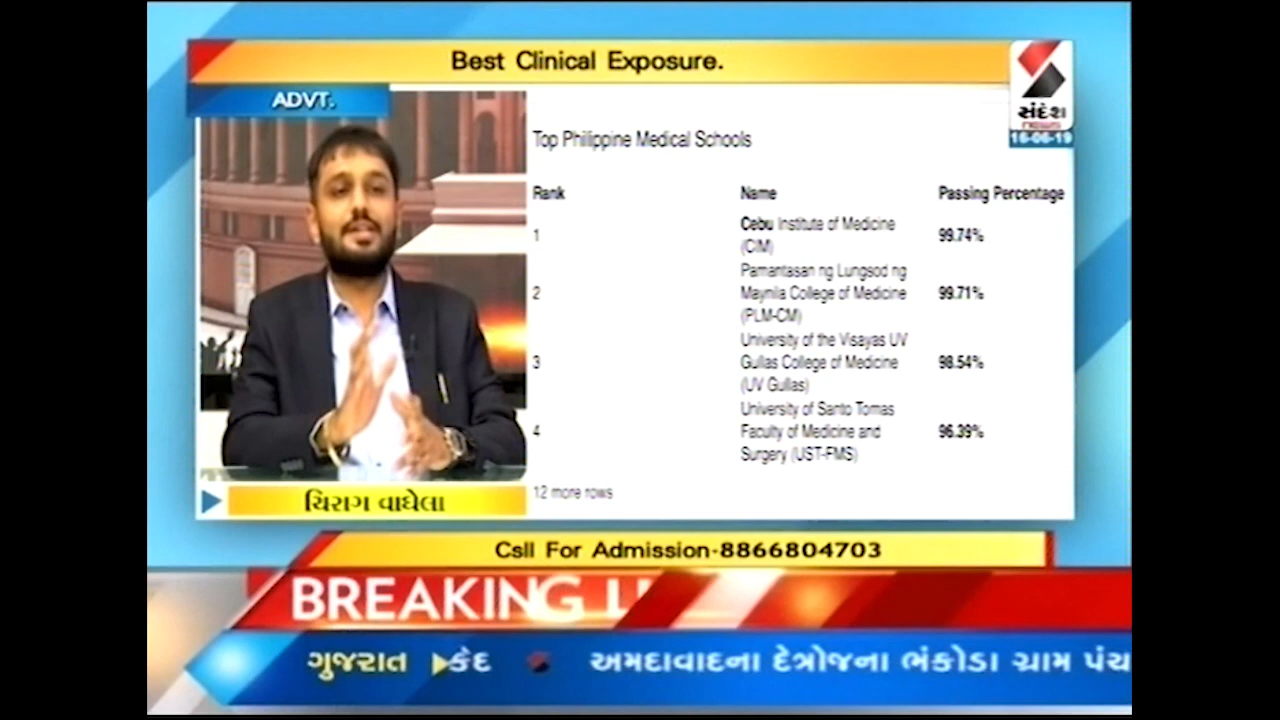 Best Clinical Exposure.
ADVT.
સંદેશ
16-06-19
Top Philippine Medical Schools
Rank Name Passing Percentage
1 Cebu Institute of Medicine (CIM) 99.74%
2 Pamantasan ng Lungsod ng Maynila College of Medicine (PLM-CM) 99.71%
3 University of the Visayas UV Gullas College of Medicine (UV Gullas) 98.54%
4 University of Santo Tomas Faculty of Medicine and Surgery (UST-FMS) 96.39%
12 more rows
ચિરાગ વાઘેલા
Csll For Admission-8866804703
BREAKING
ગુજરાત કેદ અમદાવાદના દેત્રોજના ભંકોડા ગ્રામ પંચ